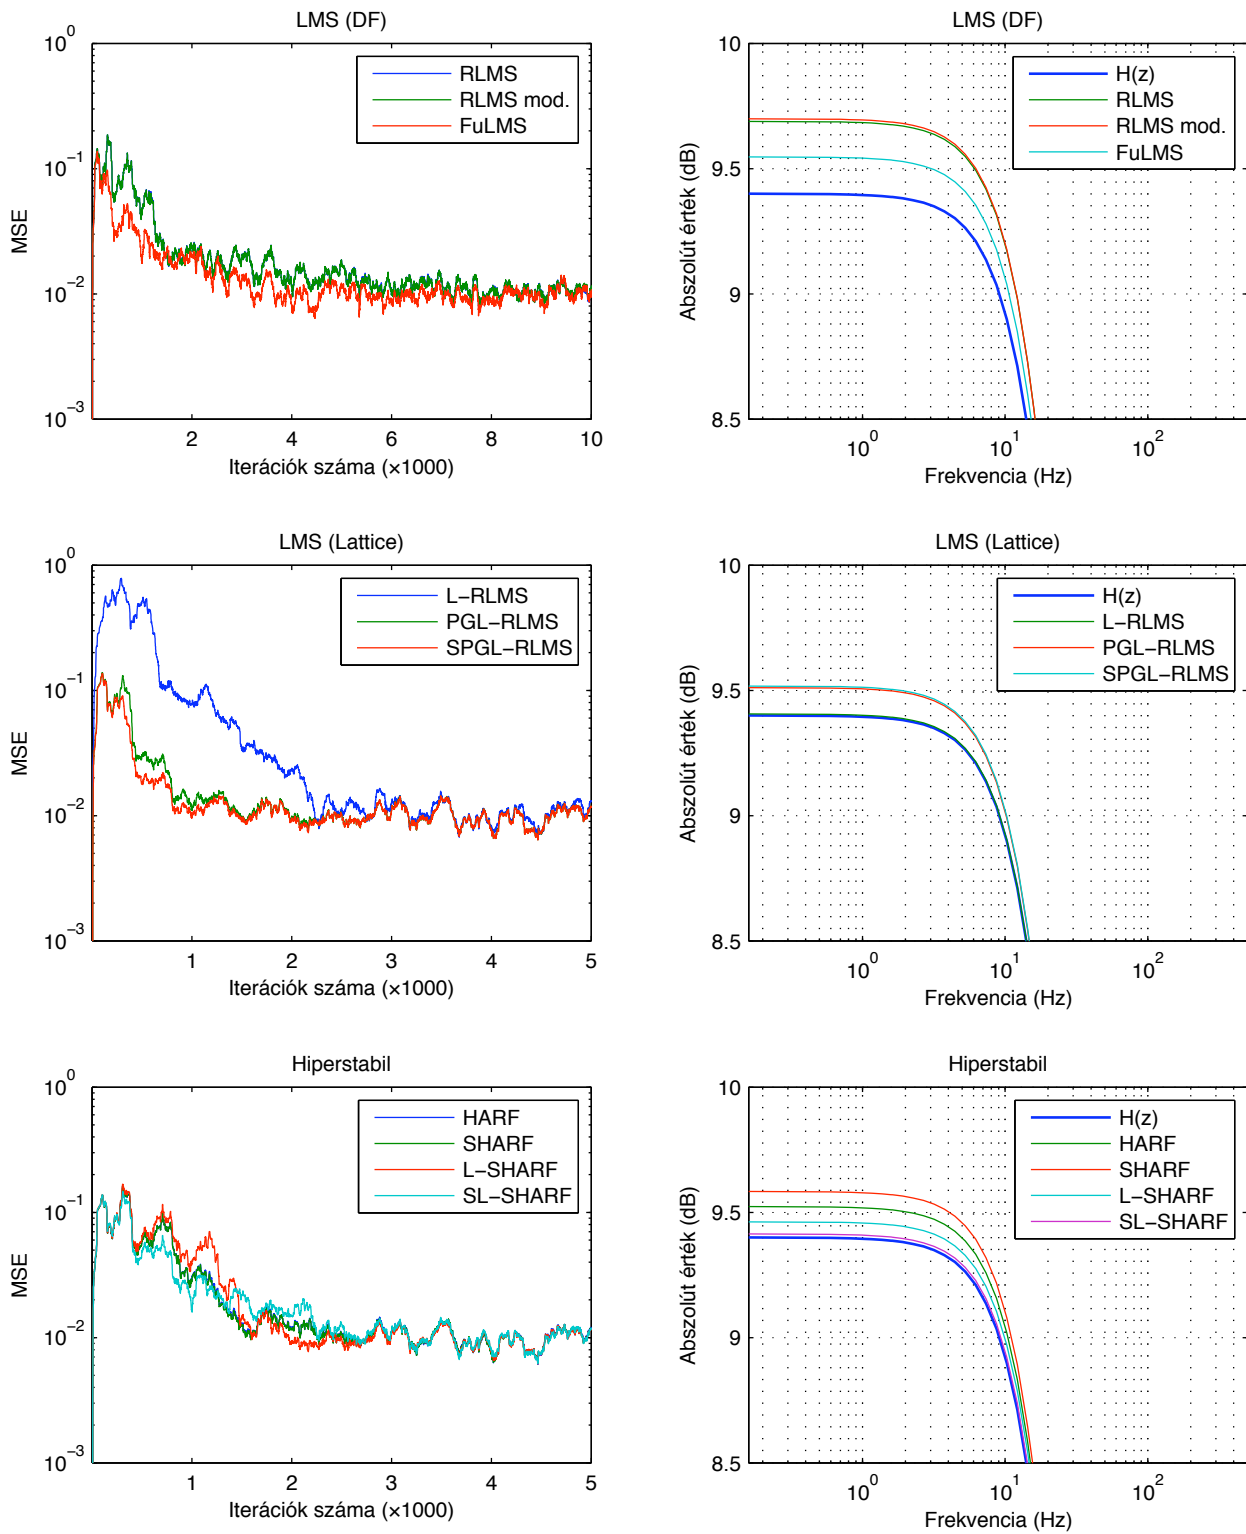 LMS (DF)
10^0
10^−1
10^−2
10^−3
MSE
RLMS
RLMS mod.
FuLMS
2
4
6
8
10
Iterációk száma (×1000)
LMS (DF)
10
9.5
9
8.5
Abszolút érték (dB)
H(z)
RLMS
RLMS mod.
FuLMS
10^0
10^1
10^2
Frekvencia (Hz)
LMS (Lattice)
10^0
10^−1
10^−2
10^−3
MSE
L−RLMS
PGL−RLMS
SPGL−RLMS
1
2
3
4
5
Iterációk száma (×1000)
LMS (Lattice)
10
9.5
9
8.5
Abszolút érték (dB)
H(z)
L−RLMS
PGL−RLMS
SPGL−RLMS
10^0
10^1
10^2
Frekvencia (Hz)
Hiperstabil
10^0
10^−1
10^−2
10^−3
MSE
HARF
SHARF
L−SHARF
SL−SHARF
1
2
3
4
5
Iterációk száma (×1000)
Hiperstabil
10
9.5
9
8.5
Abszolút érték (dB)
H(z)
HARF
SHARF
L−SHARF
SL−SHARF
10^0
10^1
10^2
Frekvencia (Hz)